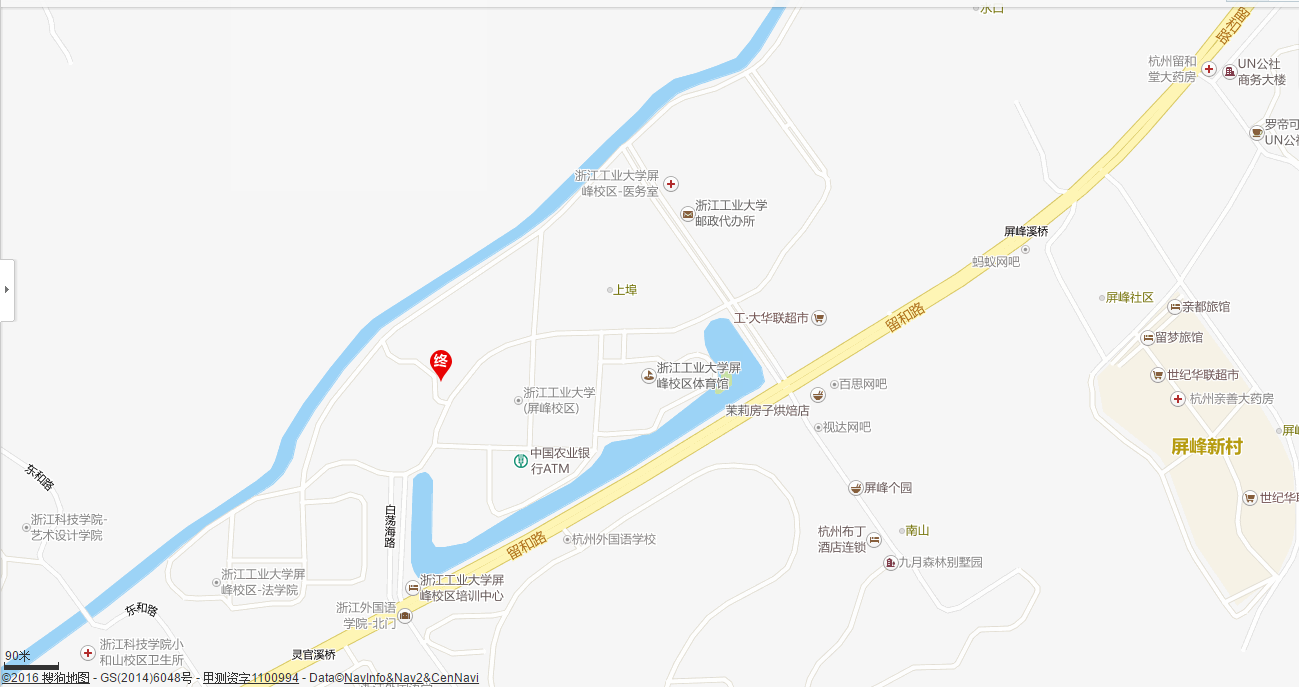 水口
留和路
杭州留和
堂大药房
UN公社
商务大楼
罗帝可
UN公社
浙江工业大学屏
峰校区-医务室
浙江工业大学
邮政代办所
屏峰溪桥
蚂蚁网吧
上埠
屏峰社区
亲都旅馆
工·大华联超市
留和路
留梦旅馆
终
浙江工业大学屏
峰校区体育馆
世纪华联超市
百思网吧
浙江工业大学
(屏峰校区)
杭州亲善大药房
茉莉房子烘焙店
视达网吧
屏峰新村
中国农业银
行ATM
东和路
屏峰个园
世纪华联
白荡海路
浙江科技学院-
艺术设计学院
杭州布丁
酒店连锁
南山
留和路
杭州外国语学校
九月森林别墅园
浙江工业大学屏
峰校区-法学院
浙江工业大学屏
峰校区培训中心
东和路
浙江外国语
学院-北门
浙江科技学院小
和山校区卫生所
灵官溪桥
90米
©2016 搜狗地图 - GS(2014)6048号 - 甲测资字1100994 - Data©NavInfo&Nav2&CenNavi